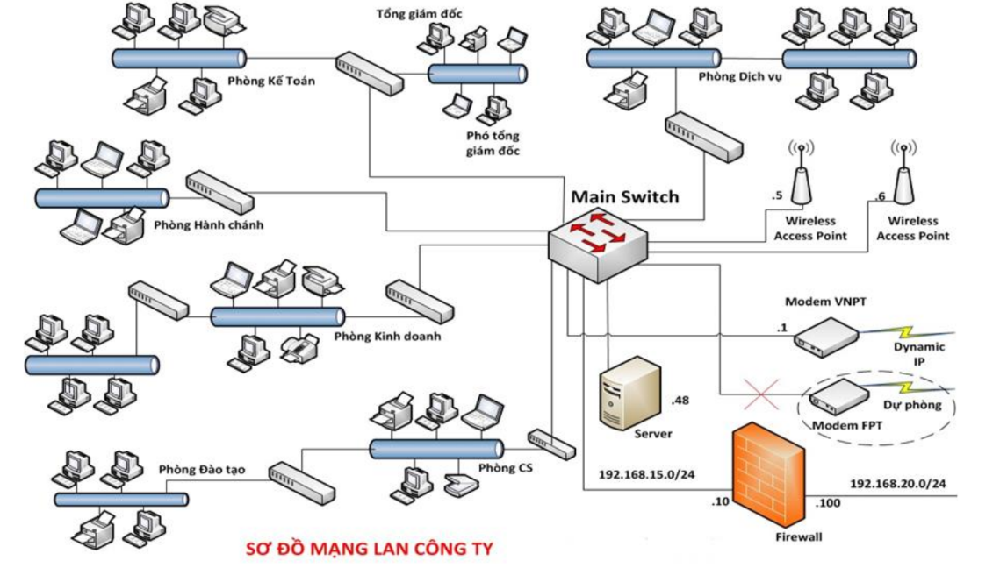 Tổng giám đốc
Phòng Kế Toán
Phòng Dịch vụ
Phó tổng
giám đốc
Main Switch
.5
.6
Wireless
Access Point
Wireless
Access Point
Phòng Hành chánh
Modem VNPT
.1
Dynamic
IP
Phòng Kinh doanh
Dự phòng
.48
Modem FPT
Server
Phòng Đào tạo
Phòng CS
192.168.15.0/24
192.168.20.0/24
.10
.100
Firewall
SƠ ĐỒ MẠNG LAN CÔNG TY